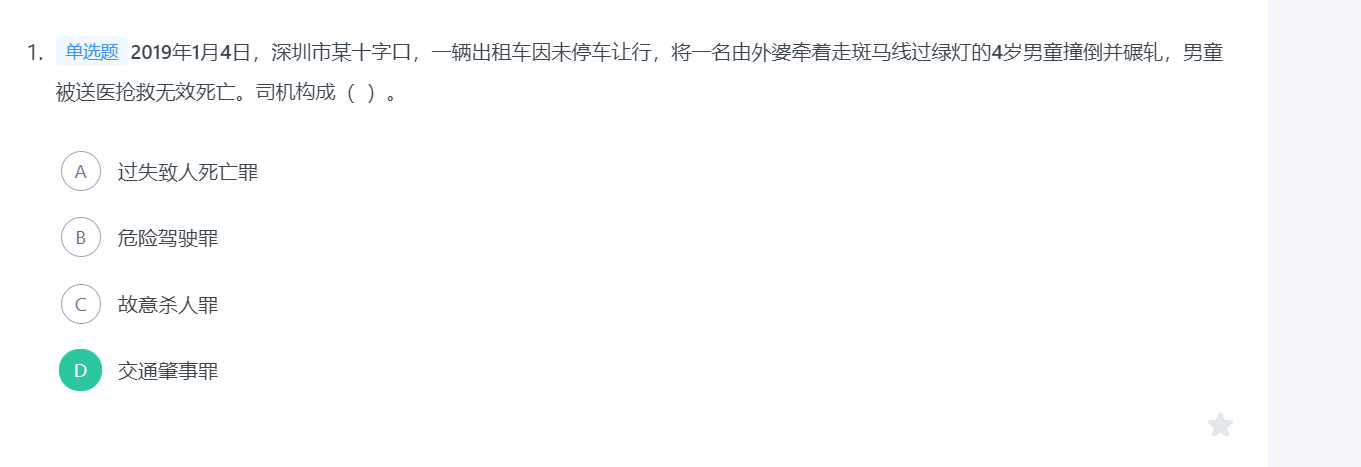 1. 单选题 2019年1月4日，深圳市某十字口，一辆出租车因未停车让行，将一名由外婆牵着走斑马线过绿灯的4岁男童撞倒并碾轧，男童
被送医抢救无效死亡。司机构成（ ）。
A 过失致人死亡罪
B 危险驾驶罪
C 故意杀人罪
D 交通肇事罪